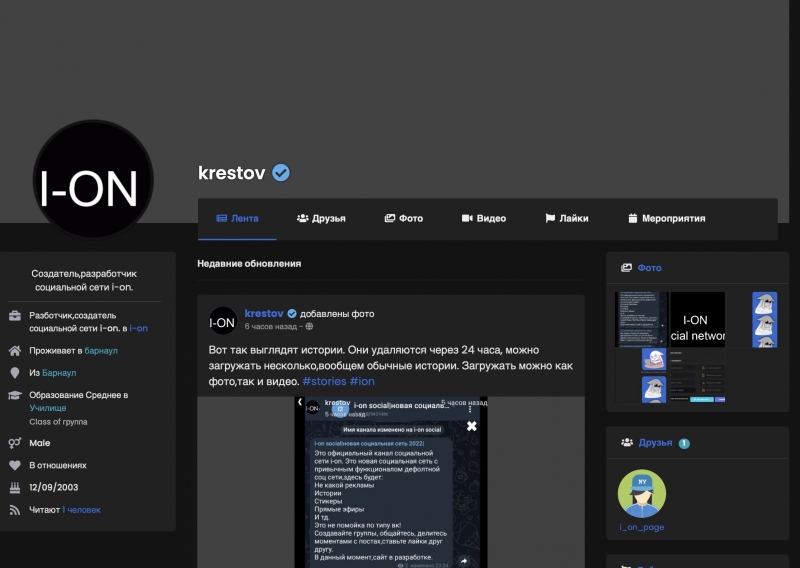 I-ON
krestov
Лента
Друзья
Фото
Видео
Лайки
Мероприятия
Создатель,разработчик
социальной сети i-on.
Разботчик,создатель
социальной сети i-on. в i-on
Проживает в барнаул
Из Барнаул
Образование Среднее в
Училище
Class of группа
Male
В отношениях
12/09/2003
Читают 1 человек
Недавние обновления
I-ON
krestov добавлены фото
6 часов назад -
Вот так выглядят истории. Они удаляются через 24 часа, можно
загружать несколько,вообщем обычные истории. Загружать можно как
фото,так и видео. #stories #ion
I-ON
krestov
5 часов назад
i-on social|новая социаль...
5 часов назад
Имя канала изменено на i-on social
i-on social|новая социальная сеть 2022|
Это официальный канал социальной
сети i-on. Это новая социальная сеть с
привычным функционалом дефолтной
соц сети,здесь будет:
Не какой рекламы
Истории
Стикеры
Прямые эфиры
И тд.
Это не помойка по типу вк!
Создавайте группы, общайтесь, делитесь
моментами с постах,ставьте лайки друг
другу.
В данный момент,сайт в разработке.
Фото
I-ON
cial networ
Друзья 1
NY
i_on_page